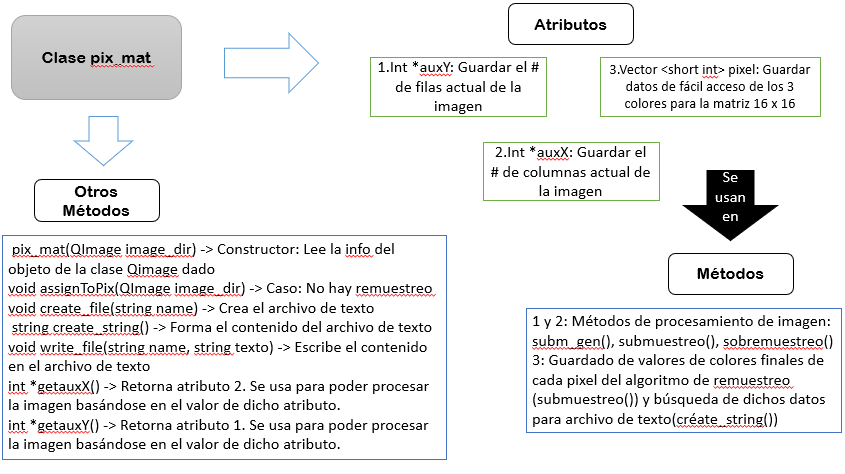 Clase pix_mat
Atributos
1.Int *auxY: Guardar el #
de filas actual de la
imagen
3.Vector <short int> pixel: Guardar
datos de fácil acceso de los 3
colores para la matriz 16 x 16
2.Int *auxX: Guardar el
# de columnas actual de
la imagen
Se
usan
en
Otros
Métodos
Métodos
pix_mat(QImage image_dir) -> Constructor: Lee la info del
objeto de la clase Qimage dado
void assignToPix(QImage image_dir) -> Caso: No hay remuestreo
void create_file(string name) -> Crea el archivo de texto
string create_string() -> Forma el contenido del archivo de texto
void write_file(string name, string texto) -> Escribe el contenido
en el archivo de texto
int *getauxX() -> Retorna atributo 2. Se usa para poder procesar
la imagen basándose en el valor de dicho atributo.
int *getauxY() -> Retorna atributo 1. Se usa para poder procesar
la imagen basándose en el valor de dicho atributo.
1 y 2: Métodos de procesamiento de imagen:
subm_gen(), submuestreo(), sobremuestreo()
3: Guardado de valores de colores finales de
cada pixel del algoritmo de remuestreo
(submuestreo()) y búsqueda de dichos datos
para archivo de texto(créate_string())